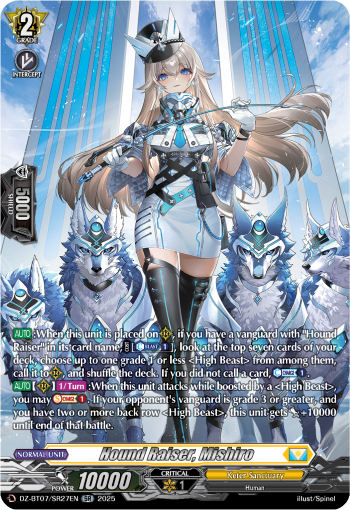 2
GRADE
INTERCEPT
5000
SHIELD
AUTO :When this unit is placed on , if you have a vanguard with "Hound
Raiser" in its card name, [ 1], look at the top seven cards of your
deck, choose up to one grade 1 or less <High Beast> from among them,
call it to , and shuffle the deck. If you did not call a card, 1.
AUTO 1/Turn :When this unit attacks while boosted by a <High Beast>,
you may 1. If your opponent's vanguard is grade 3 or greater, and
you have two or more back row <High Beast>, this unit gets +10000
until end of that battle.
NORMAL UNIT
Hound Raiser, Mishiro
POWER 10000
CRITICAL
1
Keter Sanctuary
Human
DZ-BT07/SR27EN SR 2025
illust/Spinel